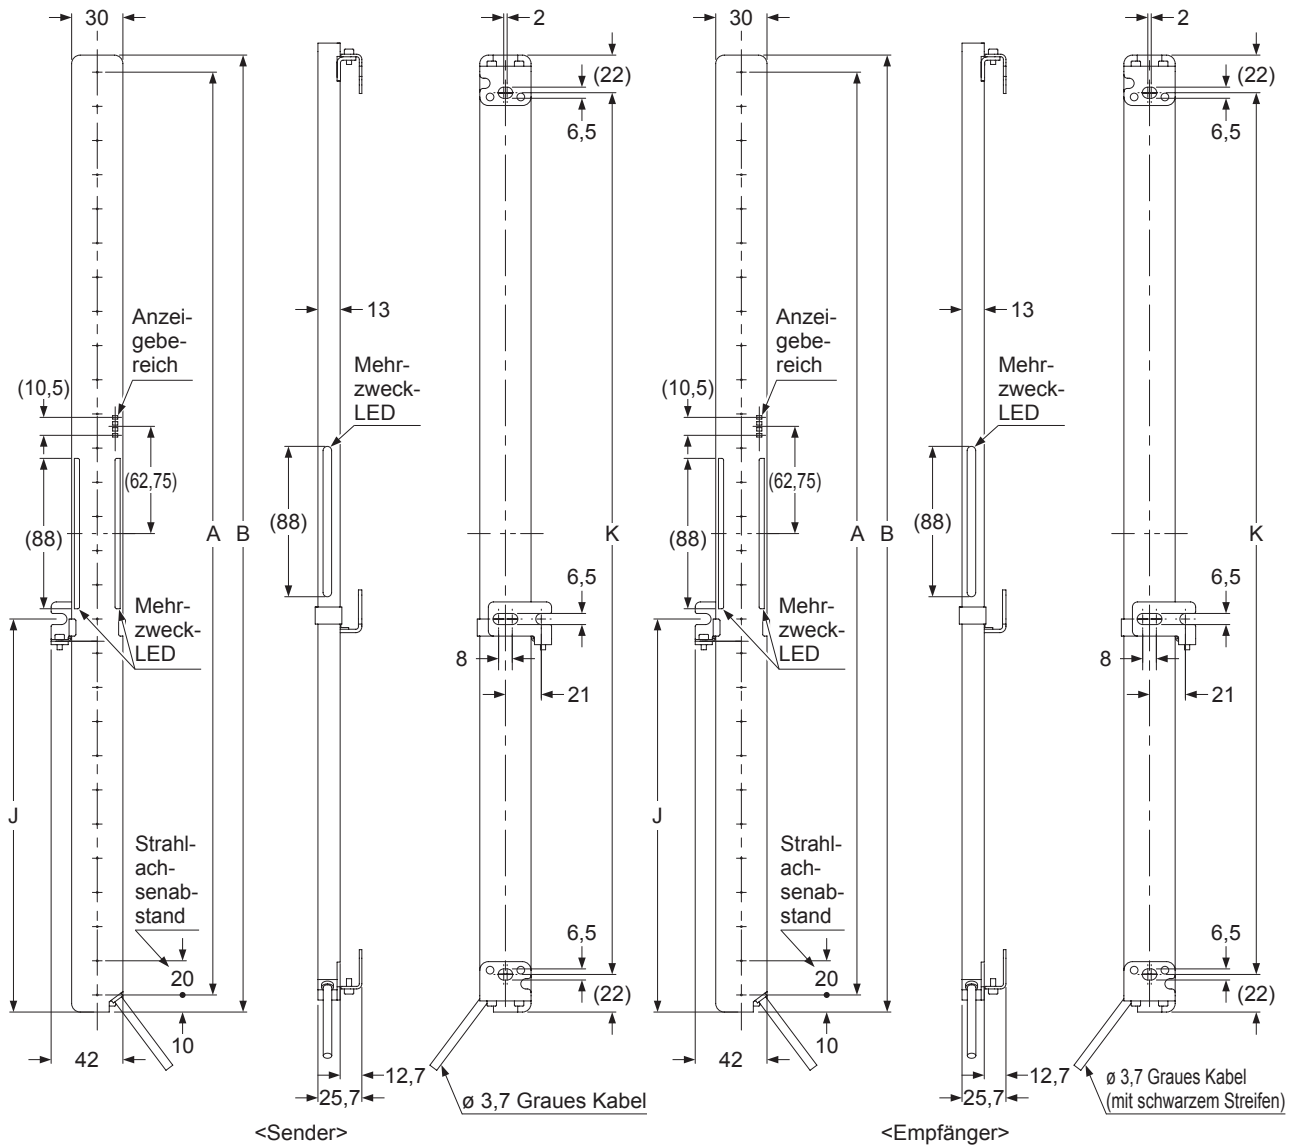 30
2
30
2
(22)
(22)
6,5
6,5
13
13
Anzei-
gebe-
reich
Mehr-
zweck-
LED
Anzei-
gebe-
reich
Mehr-
zweck-
LED
(10,5)
(10,5)
(62,75)
(62,75)
(88)
(88)
A
B
K
(88)
(88)
A
B
K
6,5
6,5
Mehr-
zweck-
LED
Mehr-
zweck-
LED
8
21
8
21
J
J
Strahl-
ach-
senab-
stand
Strahl-
ach-
senab-
stand
6,5
6,5
20
20
(22)
(22)
10
10
42
42
12,7
12,7
25,7
25,7
ø 3,7 Graues Kabel
ø 3,7 Graues Kabel
(mit schwarzem Streifen)
<Sender>
<Empfänger>